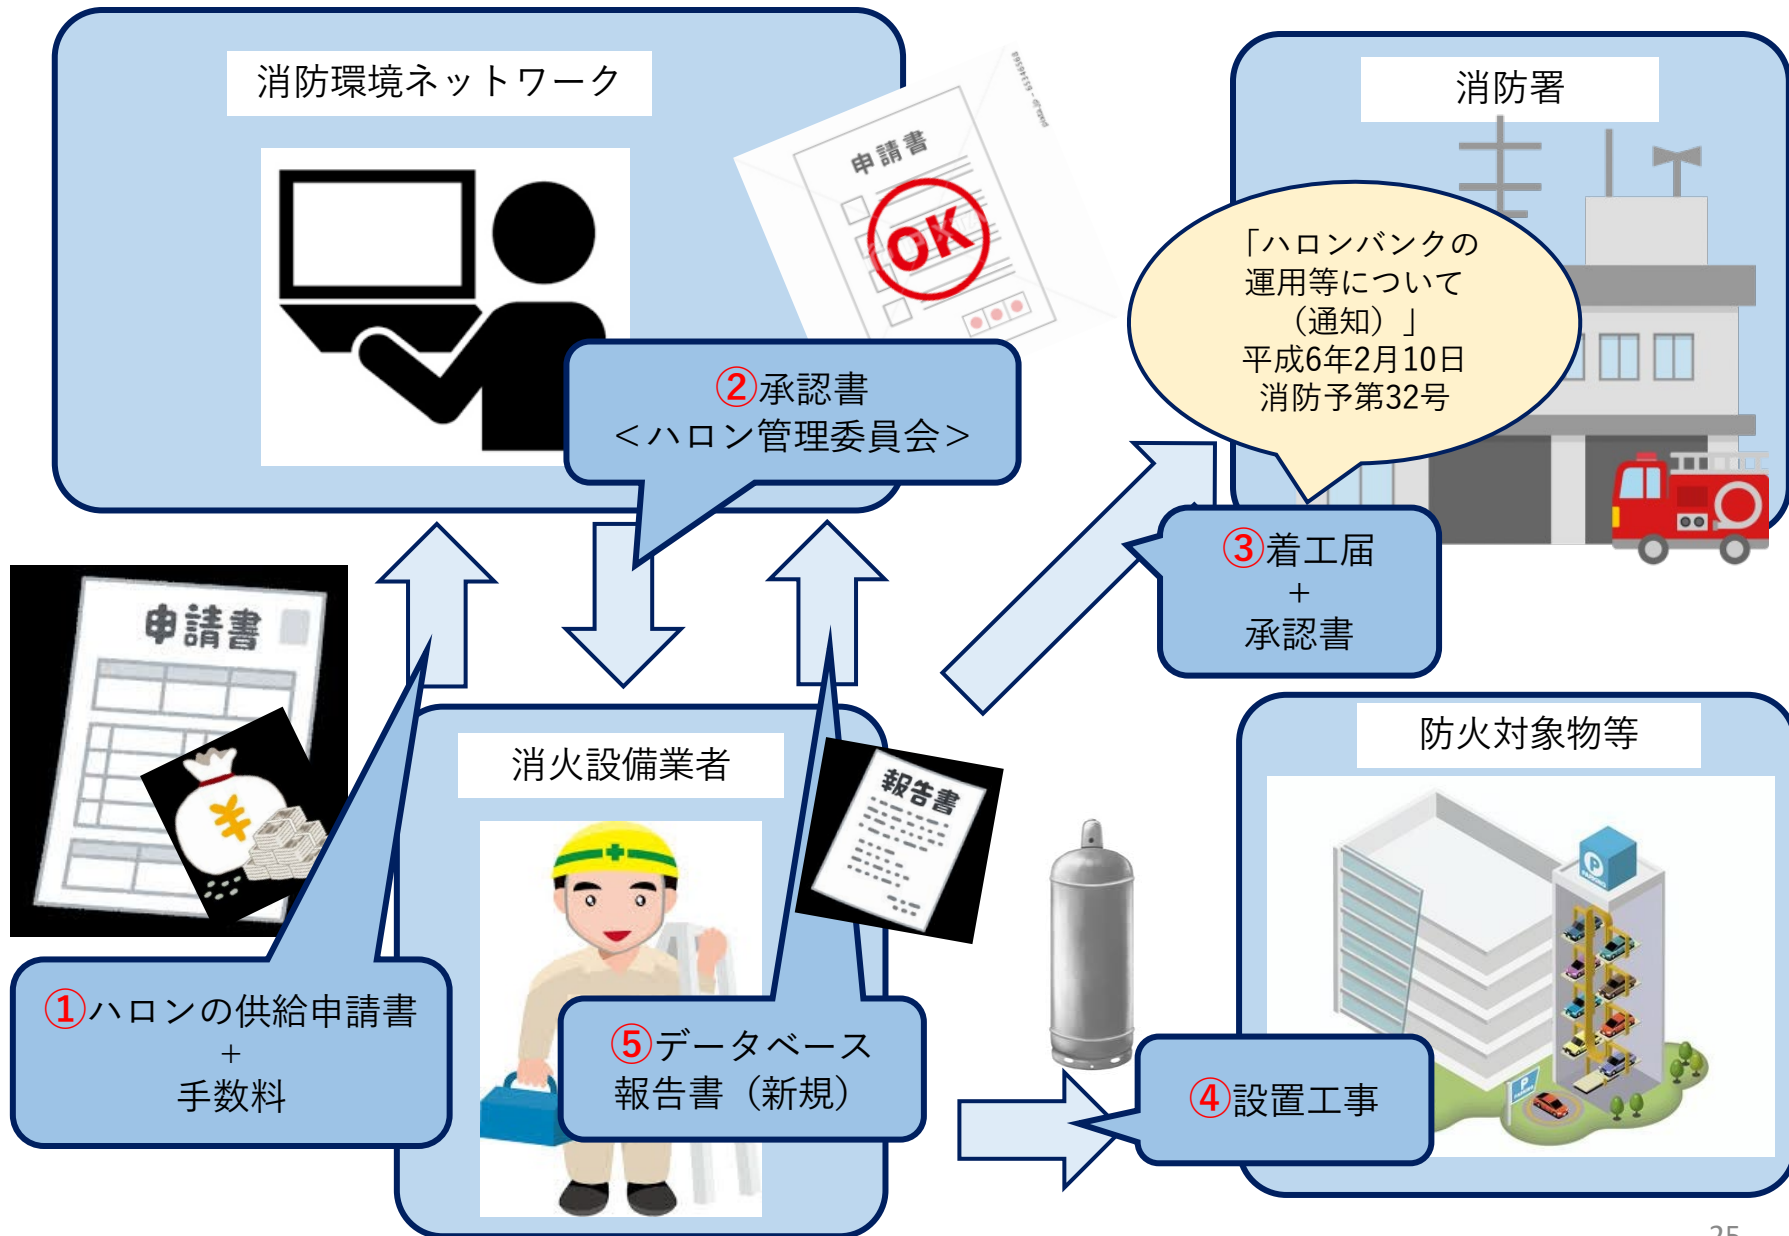 消防環境ネットワーク
pixta.jp - 65346568
申請書
OK
消防署
「ハロンバンクの
運用等について
（通知）」
平成6年2月10日
消防予第32号
②承認書
＜ハロン管理委員会＞
③着工届
+
承認書
申請書
¥
消火設備業者
報告書
防火対象物等
P
PARKING
P
PARKING
①ハロンの供給申請書
+
手数料
⑤データベース
報告書（新規）
④設置工事
25